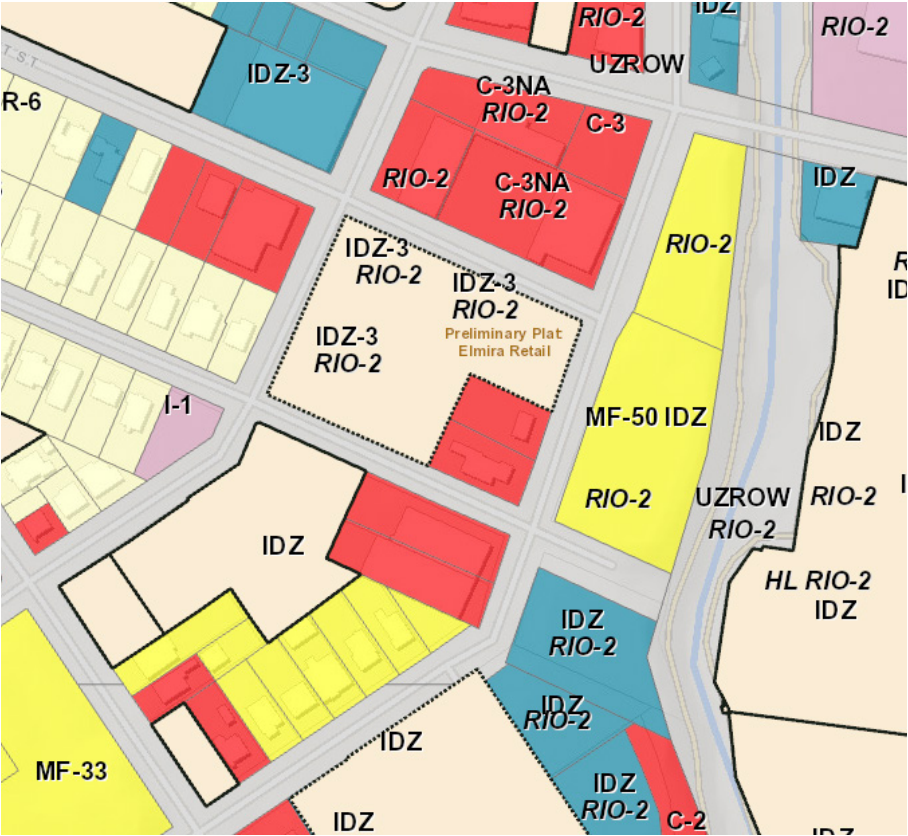 IDZ
RIO-2
RIO-2
T ST
IDZ-3
UZROW
R-6
C-3NA
RIO-2
C-3
RIO-2
C-3NA
RIO-2
IDZ
RIO-2
IDZ-3
RIO-2
IDZ-3
RIO-2
Preliminary Plat
Elmira Retail
IDZ-3
RIO-2
I-1
MF-50 IDZ
IDZ
RIO-2
UZROW
RIO-2
RIO-2
IDZ
HL RIO-2
IDZ
IDZ
RIO-2
IDZ
RIO-2
IDZ
MF-33
IDZ
RIO-2
IDZ
C-2
IDZ